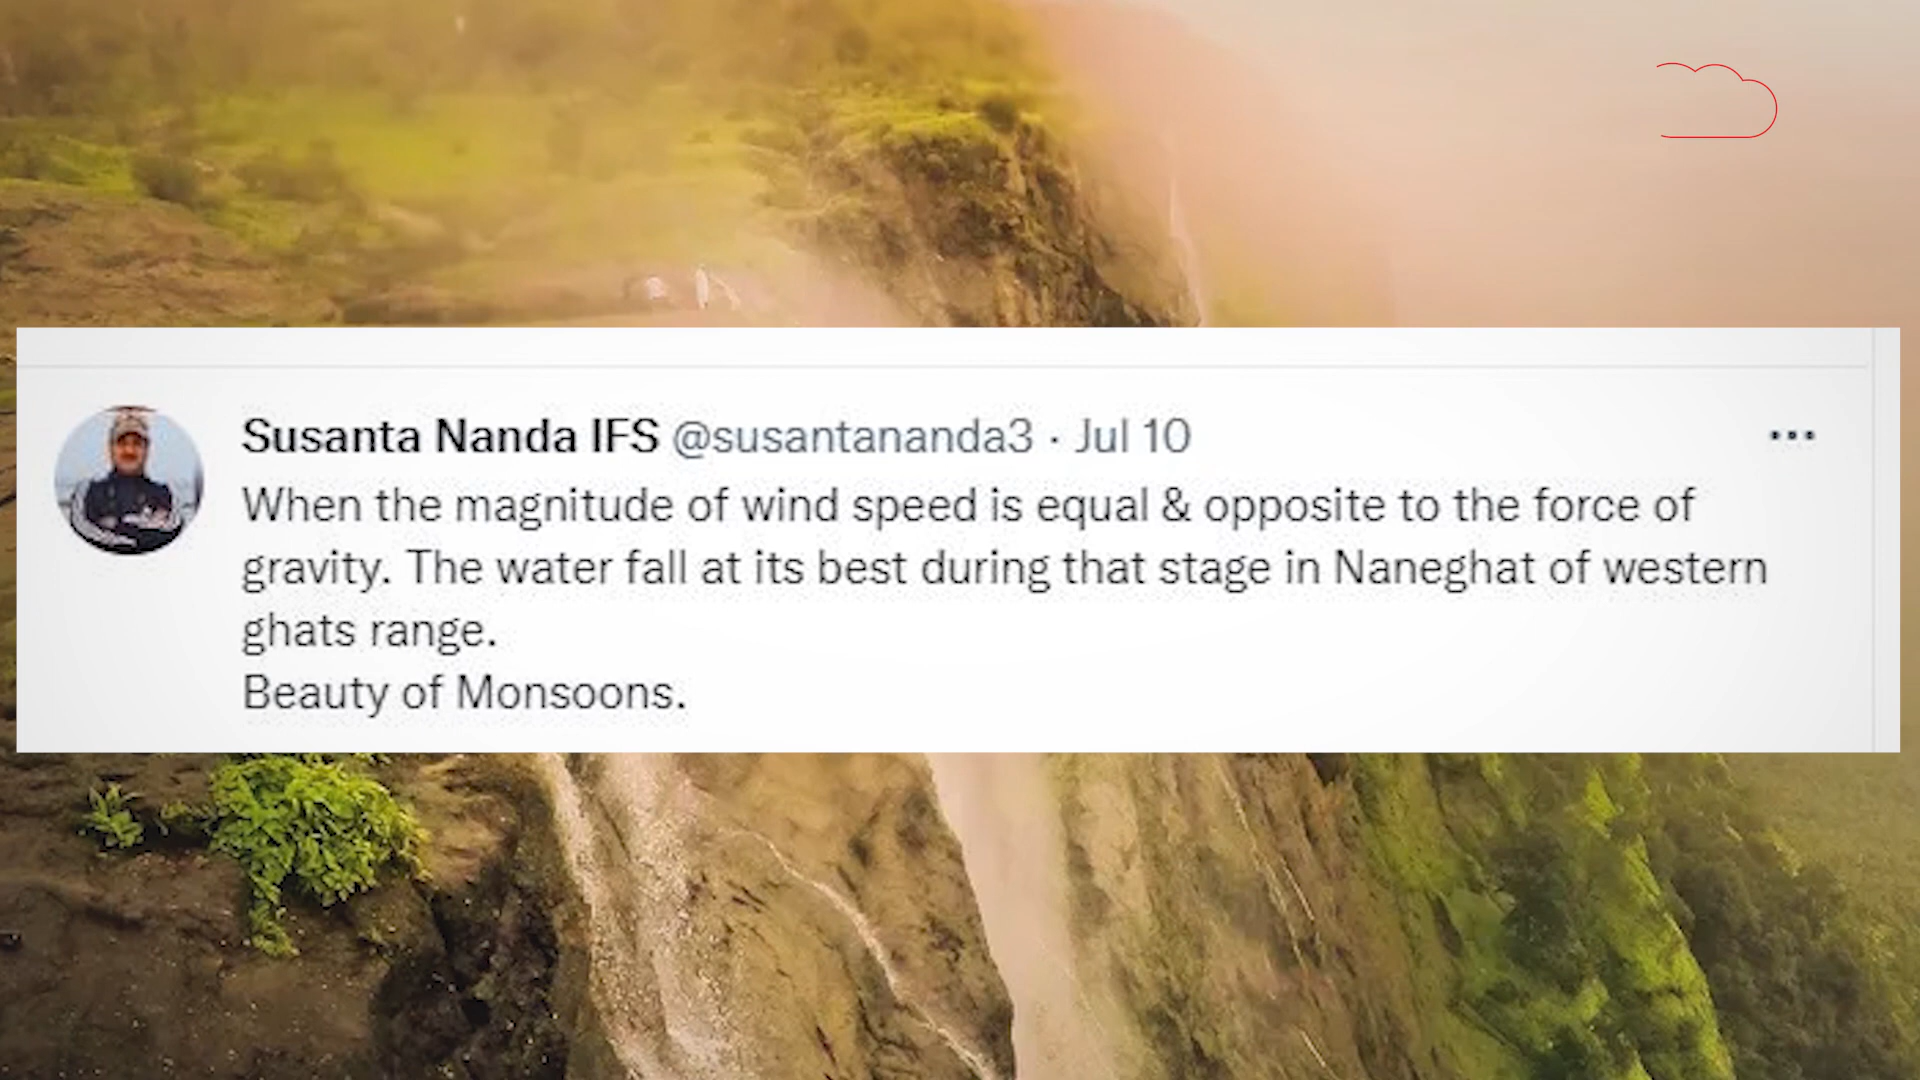 Susanta Nanda IFS @susantananda3 · Jul 10
When the magnitude of wind speed is equal & opposite to the force of
gravity. The water fall at its best during that stage in Naneghat of western
ghats range.
Beauty of Monsoons.